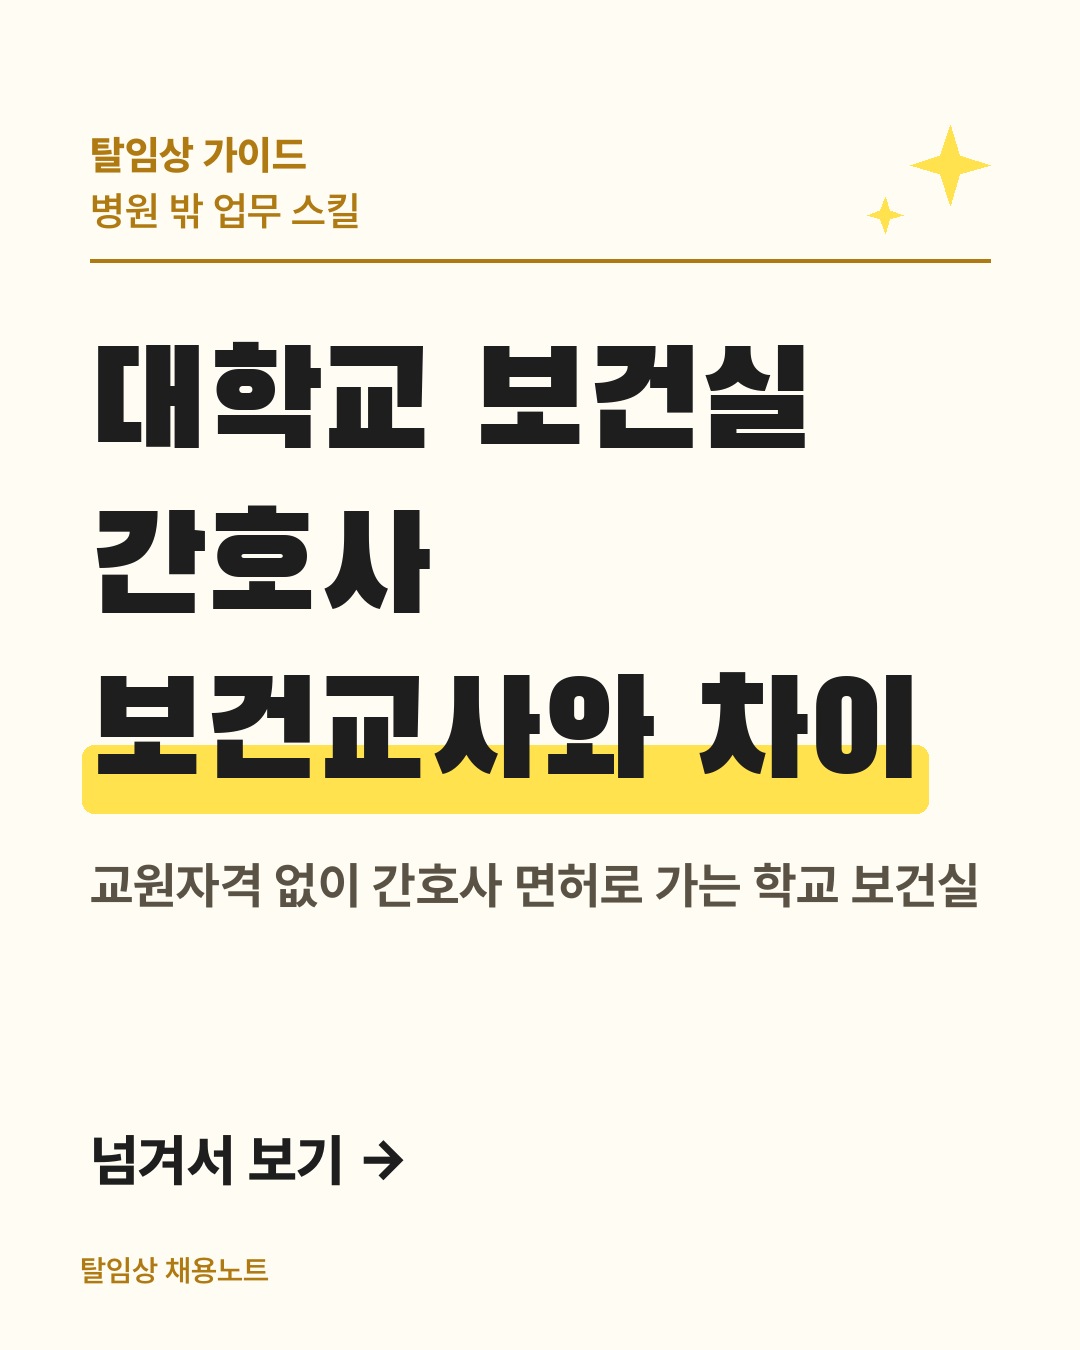 탈임상 가이드
병원 밖 업무 스킬
대학교 보건실
간호사
보건교사와 차이
교원자격 없이 간호사 면허로 가는 학교 보건실
넘겨서 보기 →
탈임상 채용노트